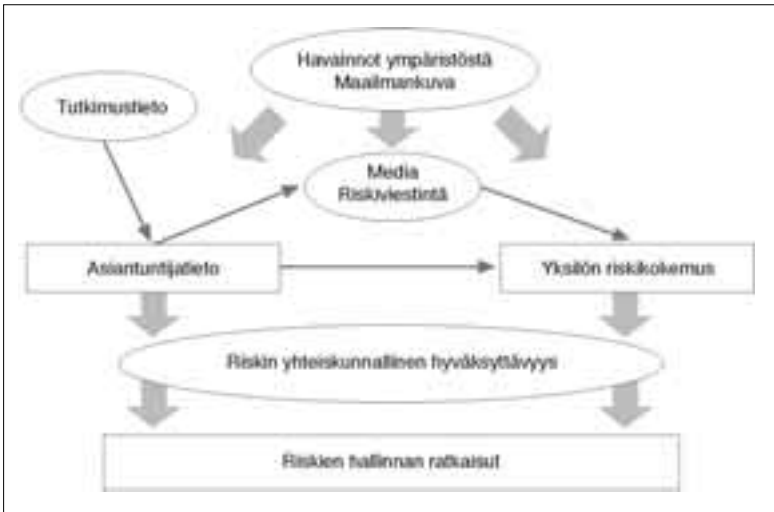 Havainnot ympäristöstä
Maailmankuva
Tutkimustieto
Media
Riskiviestintä
Asiantuntijatieto
Yksilön riskikokemus
Riskin yhteiskunnallinen hyväksyttävyys
Riskien hallinnan ratkaisut